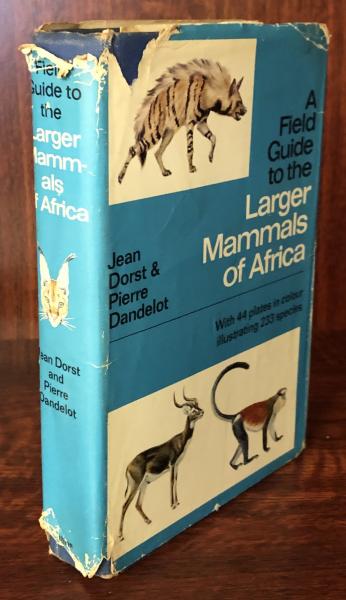 A Field
Guide to
the
Larger
Mamm-
als
of Africa
Jean Dorst
and
Pierre
Dandelot
A
Field
Guide
to the
Larger
Mammals
of Africa
Jean
Dorst &
Pierre
Dandelot
With 44 plates in colour
illustrating 233 species